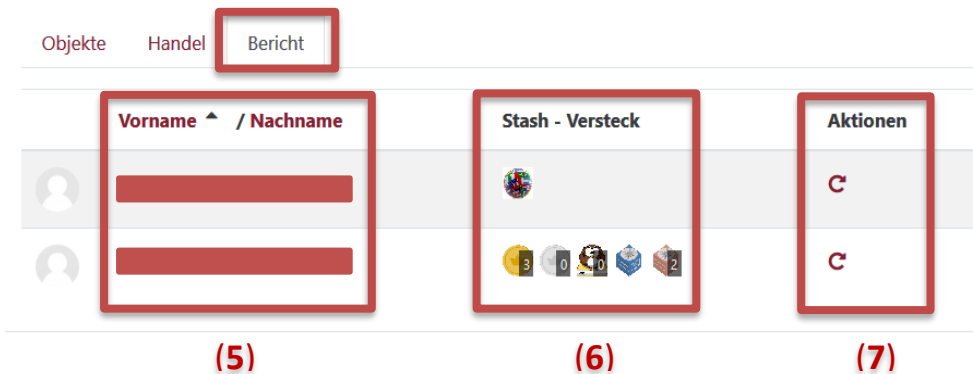 Objekte Handel Bericht
Vorname / Nachname Stash - Versteck Aktionen
3 0 0 2
(5) (6) (7)